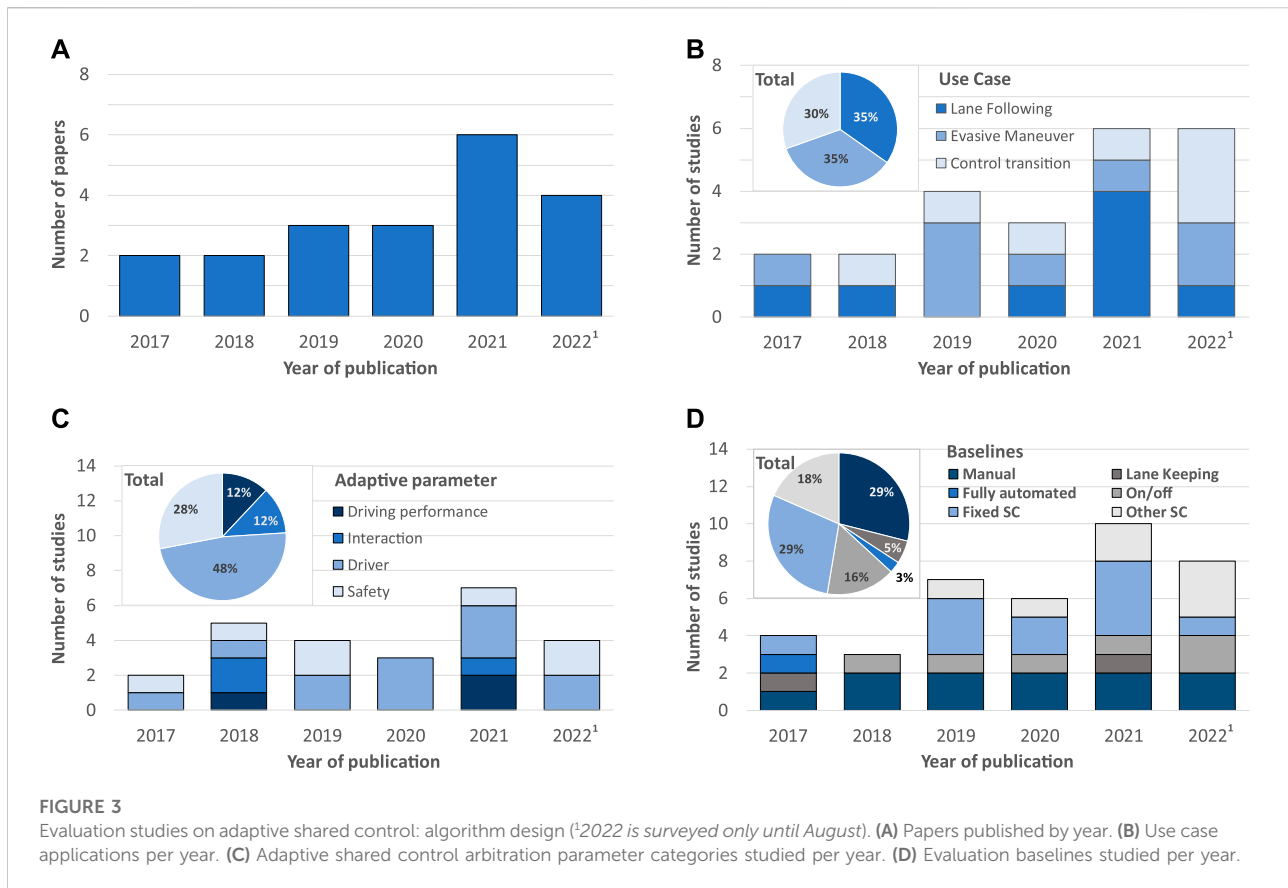 A
8
6
4
2
0
Number of papers
2017 2018 2019 2020 2021 2022¹
Year of publication
B
8
6
4
2
0
Number of studies
Total
30%
35%
35%
Use Case
Lane Following
Evasive Maneuver
Control transition
2017 2018 2019 2020 2021 2022¹
Year of publication
C
14
12
10
8
6
4
2
0
Number of studies
Total
12%
28%
12%
48%
Adaptive parameter
Driving performance
Interaction
Driver
Safety
2017 2018 2019 2020 2021 2022¹
Year of publication
D
14
12
10
8
6
4
2
0
Number of studies
Total
18%
29%
5%
29%
16%
3%
Baselines
Manual Lane Keeping
Fully automated On/off
Fixed SC Other SC
2017 2018 2019 2020 2021 2022¹
Year of publication
FIGURE 3
Evaluation studies on adaptive shared control: algorithm design (¹2022 is surveyed only until August). (A) Papers published by year. (B) Use case
applications per year. (C) Adaptive shared control arbitration parameter categories studied per year. (D) Evaluation baselines studied per year.